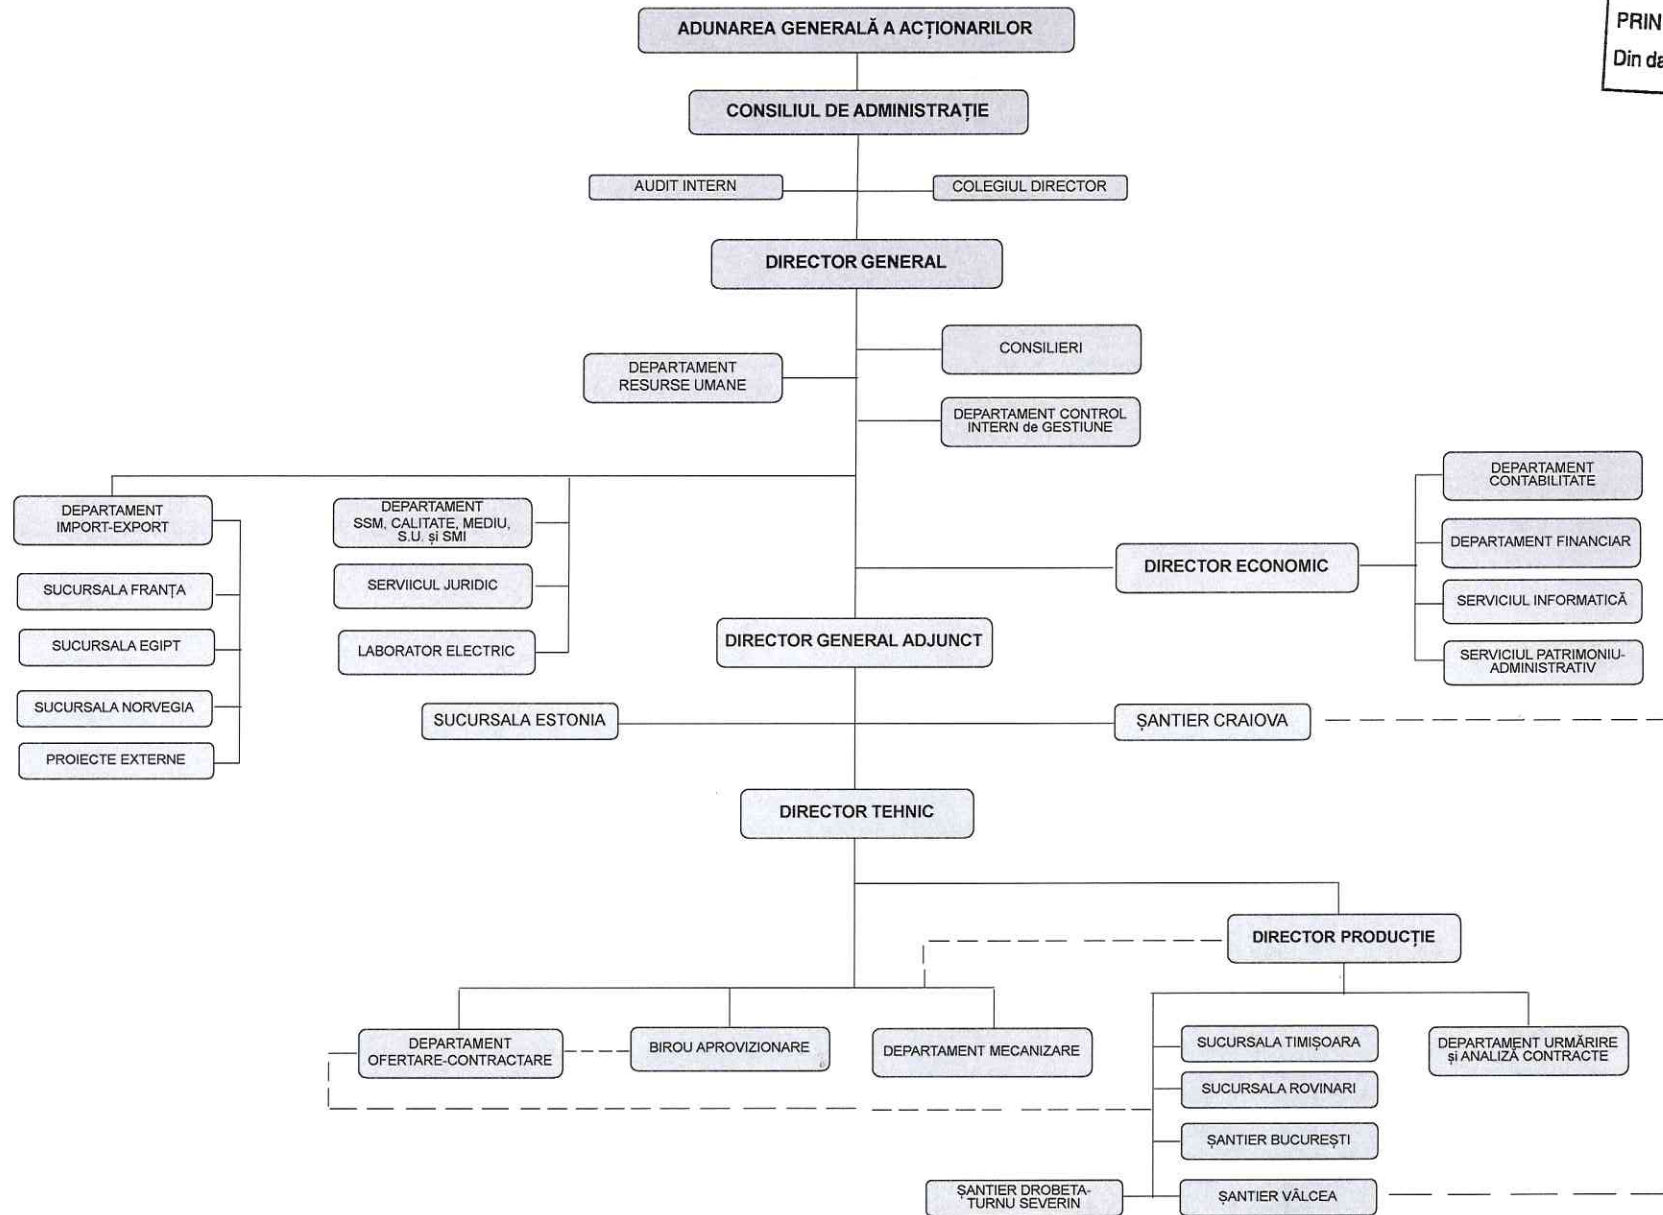 ADUNAREA GENERALĂ A ACȚIONARILOR
PRIN
Din da
CONSILIUL DE ADMINISTRAȚIE
AUDIT INTERN
COLEGIUL DIRECTOR
DIRECTOR GENERAL
CONSILIERI
DEPARTAMENT
RESURSE UMANE
DEPARTAMENT CONTROL
INTERN de GESTIUNE
DEPARTAMENT
IMPORT-EXPORT
SUCURSALA FRANȚA
SUCURSALA EGIPT
SUCURSALA NORVEGIA
PROIECTE EXTERNE
DEPARTAMENT
SSM, CALITATE, MEDIU,
S.U. și SMI
SERVIICUL JURIDIC
LABORATOR ELECTRIC
DIRECTOR ECONOMIC
DEPARTAMENT
CONTABILITATE
DEPARTAMENT FINANCIAR
SERVICIUL INFORMATICĂ
SERVICIUL PATRIMONIU-
ADMINISTRATIV
DIRECTOR GENERAL ADJUNCT
SUCURSALA ESTONIA
ȘANTIER CRAIOVA
DIRECTOR TEHNIC
DIRECTOR PRODUCȚIE
DEPARTAMENT
OFERTARE-CONTRACTARE
BIROU APROVIZIONARE
DEPARTAMENT MECANIZARE
SUCURSALA TIMIȘOARA
SUCURSALA ROVINARI
ȘANTIER BUCUREȘTI
ȘANTIER DROBETA-
TURNU SEVERIN
ȘANTIER VÂLCEA
DEPARTAMENT URMĂRIRE
și ANALIZĂ CONTRACTE